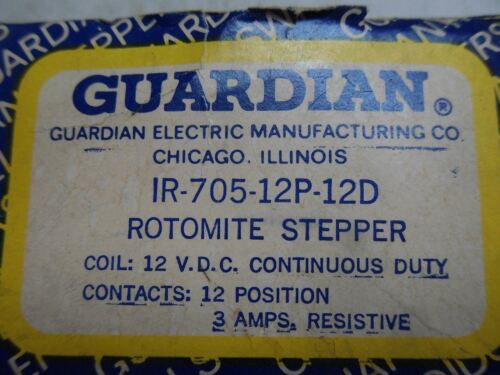 GUARDIAN®
GUARDIAN ELECTRIC MANUFACTURING CO.
CHICAGO, ILLINOIS
IR-705-12P-12D
ROTOMITE STEPPER
COIL: 12 V.D.C. CONTINUOUS DUTY
CONTACTS: 12 POSITION
3 AMPS. RESISTIVE